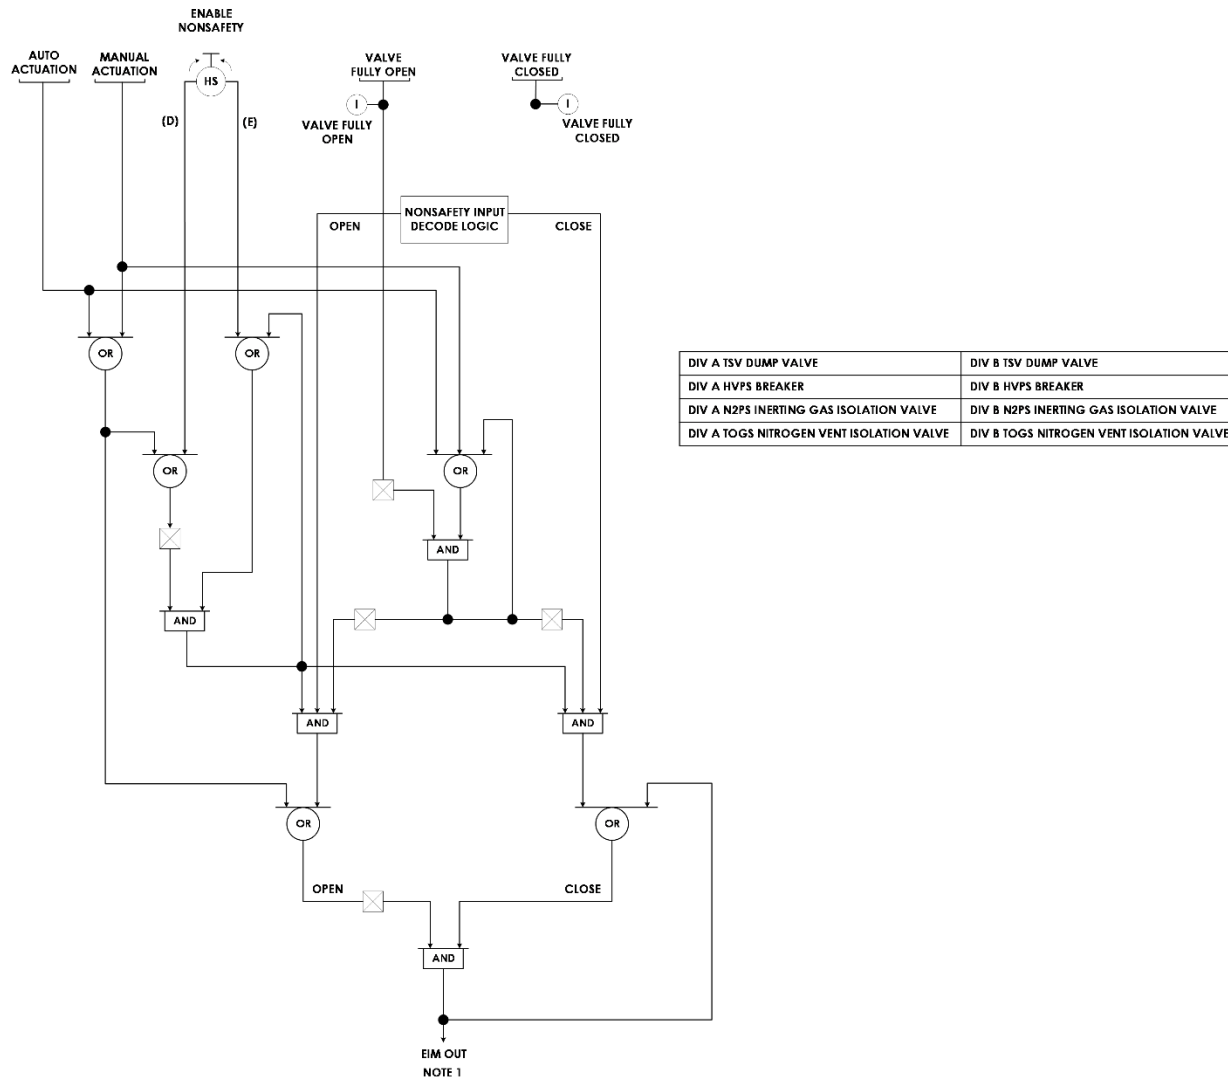 ENABLE
NONSAFETY
AUTO
ACTUATION
MANUAL
ACTUATION
HS
(D)
(E)
VALVE
FULLY OPEN
I
VALVE FULLY
OPEN
VALVE FULLY
CLOSED
I
VALVE FULLY
CLOSED
NONSAFETY INPUT
DECODE LOGIC
OPEN
CLOSE
OR
OR
DIV A TSV DUMP VALVE
DIV B TSV DUMP VALVE
DIV A HVPS BREAKER
DIV B HVPS BREAKER
DIV A N2PS INERTING GAS ISOLATION VALVE
DIV B N2PS INERTING GAS ISOLATION VALVE
DIV A TOGS NITROGEN VENT ISOLATION VALVE
DIV B TOGS NITROGEN VENT ISOLATION VALVE
OR
OR
AND
AND
AND
AND
OR
OR
OPEN
CLOSE
AND
EIM OUT
NOTE 1